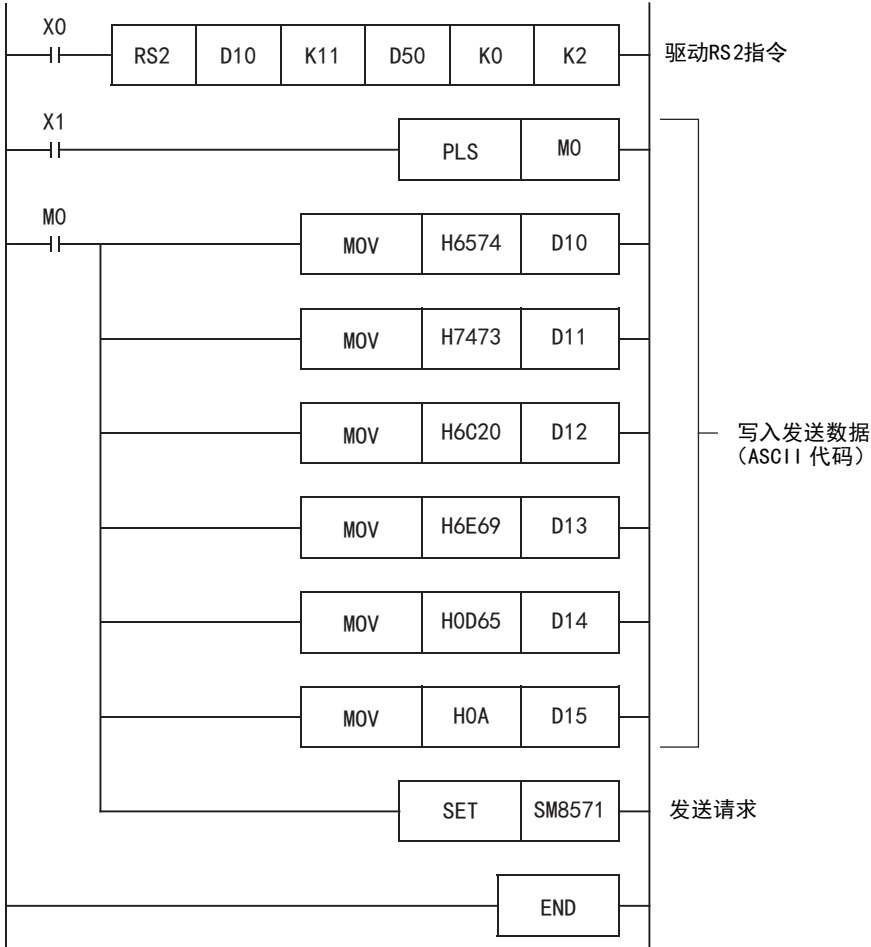 X0
RS2 D10 K11 D50 K0 K2 驱动RS2指令
X1
PLS M0
M0
MOV H6574 D10
MOV H7473 D11
MOV H6C20 D12
写入发送数据
（ASCII 代码）
MOV H6E69 D13
MOV H0D65 D14
MOV H0A D15
SET SM8571 发送请求
END